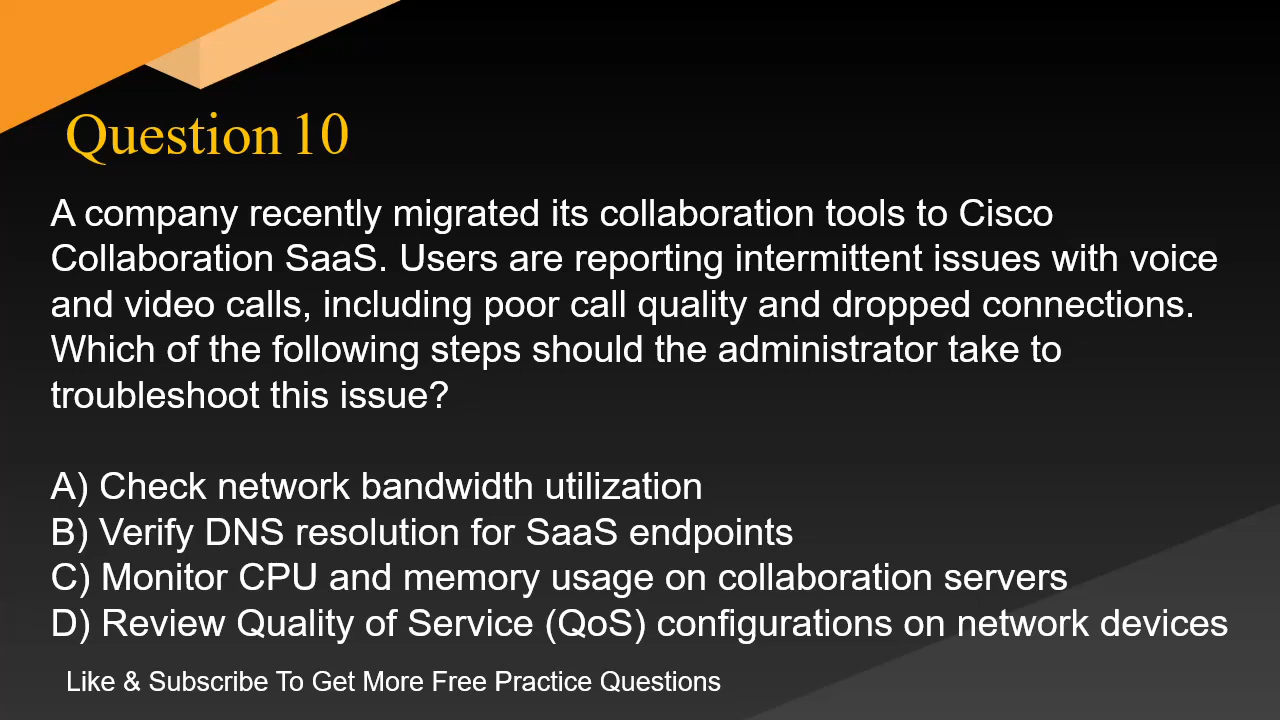 Question 10
A company recently migrated its collaboration tools to Cisco
Collaboration SaaS. Users are reporting intermittent issues with voice
and video calls, including poor call quality and dropped connections.
Which of the following steps should the administrator take to
troubleshoot this issue?
A) Check network bandwidth utilization
B) Verify DNS resolution for SaaS endpoints
C) Monitor CPU and memory usage on collaboration servers
D) Review Quality of Service (QoS) configurations on network devices
Like & Subscribe To Get More Free Practice Questions